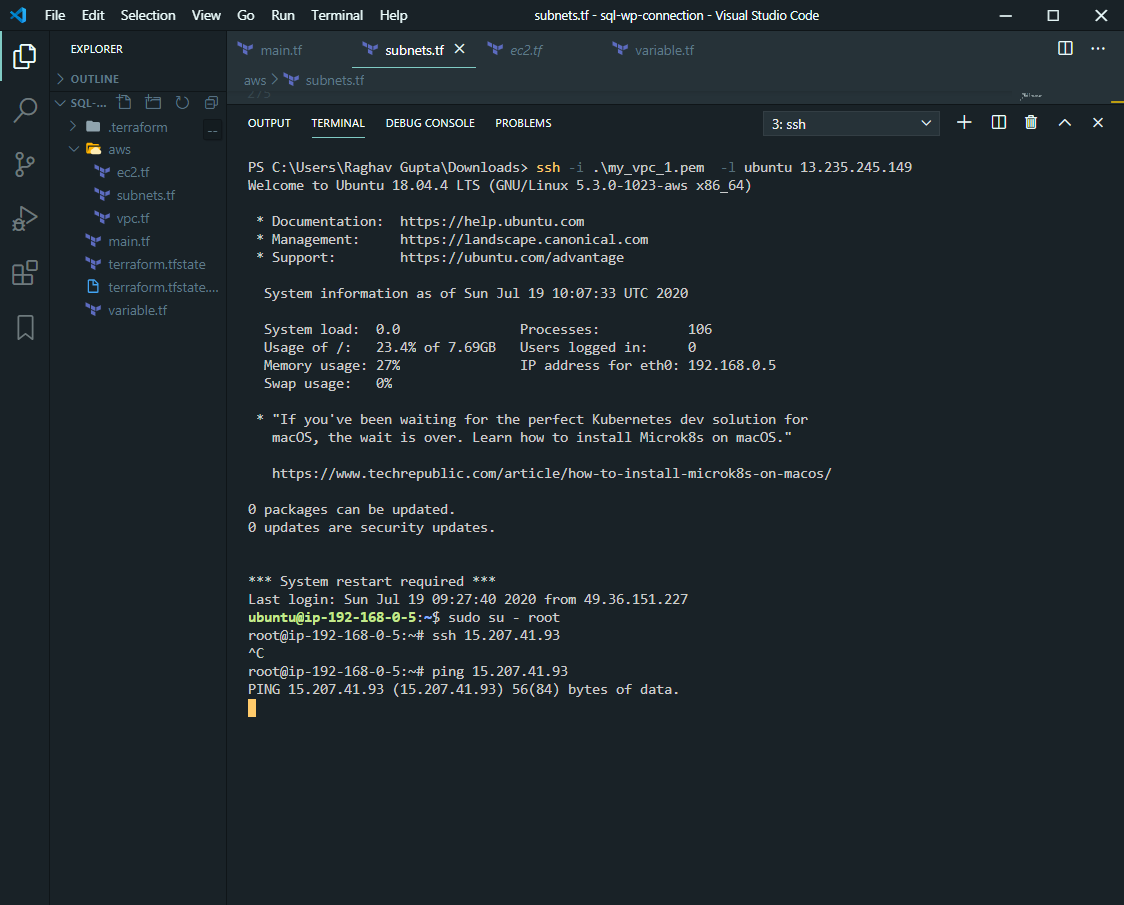 File Edit Selection View Go Run Terminal Help subnets.tf - sql-wp-connection - Visual Studio Code
EXPLORER
OUTLINE
SQL-...
.terraform
aws
ec2.tf
subnets.tf
vpc.tf
main.tf
terraform.tfstate
terraform.tfstate....
variable.tf
main.tf subnets.tf ec2.tf variable.tf
aws > subnets.tf
OUTPUT TERMINAL DEBUG CONSOLE PROBLEMS 3: ssh
PS C:\Users\Raghav Gupta\Downloads> ssh -i .\my_vpc_1.pem -l ubuntu 13.235.245.149
Welcome to Ubuntu 18.04.4 LTS (GNU/Linux 5.3.0-1023-aws x86_64)
* Documentation: https://help.ubuntu.com
* Management: https://landscape.canonical.com
* Support: https://ubuntu.com/advantage
System information as of Sun Jul 19 10:07:33 UTC 2020
System load: 0.0 Processes: 106
Usage of /: 23.4% of 7.69GB Users logged in: 0
Memory usage: 27% IP address for eth0: 192.168.0.5
Swap usage: 0%
* "If you've been waiting for the perfect Kubernetes dev solution for
macOS, the wait is over. Learn how to install Microk8s on macOS."
https://www.techrepublic.com/article/how-to-install-microk8s-on-macos/
0 packages can be updated.
0 updates are security updates.
*** System restart required ***
Last login: Sun Jul 19 09:27:40 2020 from 49.36.151.227
ubuntu@ip-192-168-0-5:~$ sudo su - root
root@ip-192-168-0-5:~# ssh 15.207.41.93
^C
root@ip-192-168-0-5:~# ping 15.207.41.93
PING 15.207.41.93 (15.207.41.93) 56(84) bytes of data.